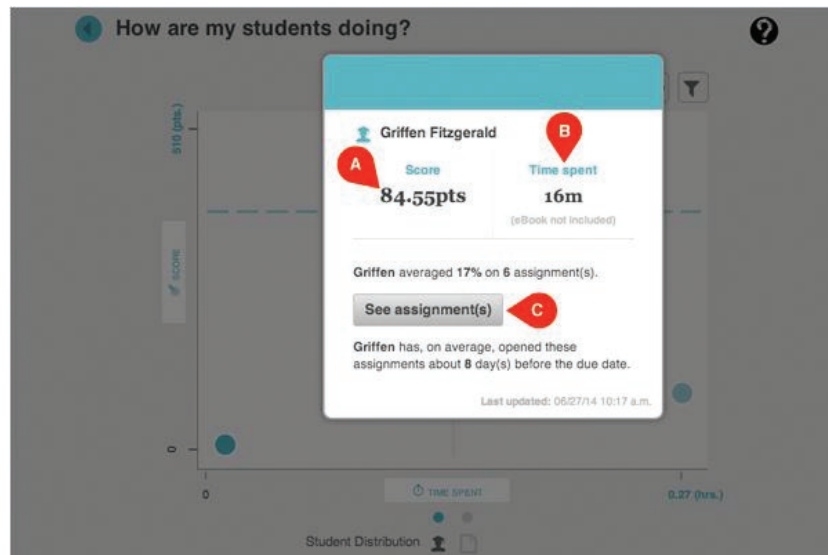 How are my students doing?
?
510 (pts.)
SCORE
0
Griffen Fitzgerald
A
B
Score
Time spent
84.55pts
16m
(eBook not included)
Griffen averaged 17% on 6 assignment(s).
See assignment(s)
C
Griffen has, on average, opened these
assignments about 8 day(s) before the due date.
Last updated: 06/27/14 10:17 a.m.
0
TIME SPENT
0.27 (hrs.)
Student Distribution